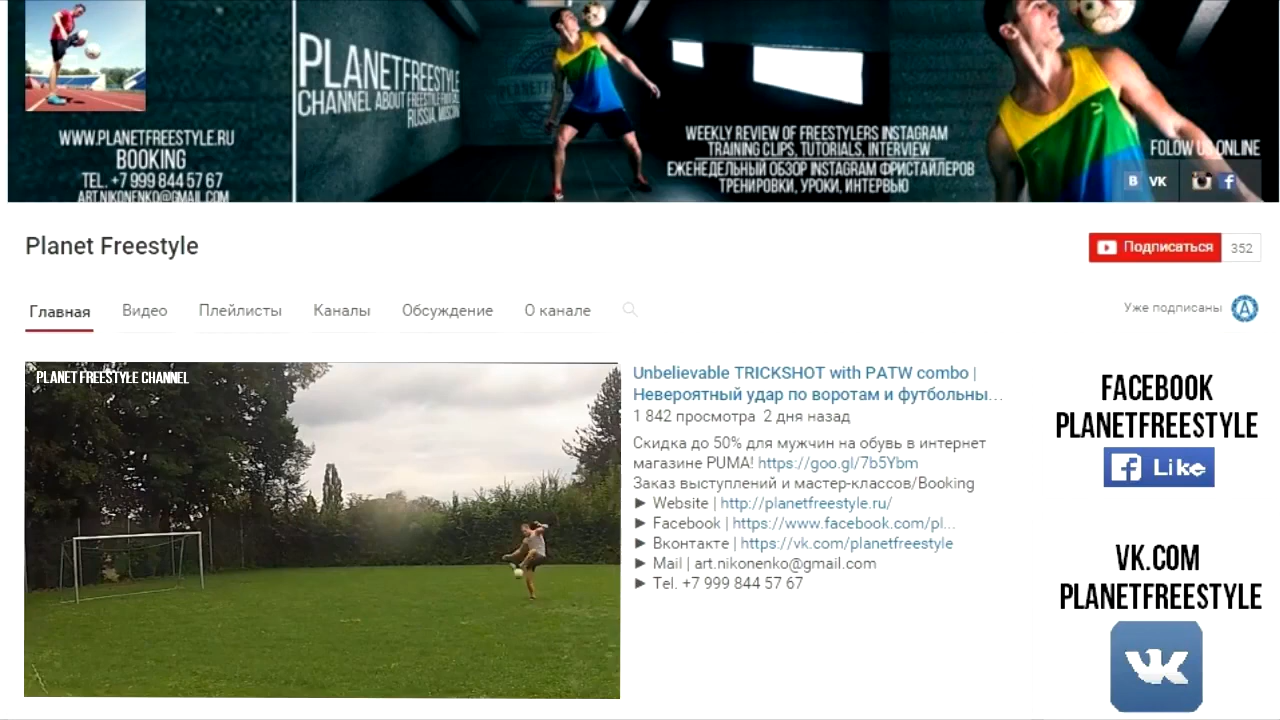 WWW.PLANETFREESTYLE.RU
BOOKING
TEL. +7 999 844 57 67
ART.NIKONENKO@GMAIL.COM
PLANETFREESTYLE
CHANNEL ABOUT FREESTYLE FOOTBALL
RUSSIA, MOSCOW
WEEKLY REVIEW OF FREESTYLERS INSTAGRAM
TRAINING CLIPS, TUTORIALS, INTERVIEW
ЕЖЕНЕДЕЛЬНЫЙ ОБЗОР INSTAGRAM ФРИСТАЙЛЕРОВ
ТРЕНИРОВКИ, УРОКИ, ИНТЕРВЬЮ
FOLOW US ONLINE
B VK
f
Planet Freestyle
Подписаться 352
Главная Видео Плейлисты Каналы Обсуждение О канале
Уже подписаны
PLANET FREESTYLE CHANNEL
Unbelievable TRICKSHOT with PATW combo |
Невероятный удар по воротам и футбольны...
1 842 просмотра 2 дня назад
Скидка до 50% для мужчин на обувь в интернет
магазине PUMA! https://goo.gl/7b5Ybm
Заказ выступлений и мастер-классов/Booking
► Website | http://planetfreestyle.ru/
► Facebook | https://www.facebook.com/pl...
► Вконтакте | https://vk.com/planetfreestyle
► Mail | art.nikonenko@gmail.com
► Tel. +7 999 844 57 67
FACEBOOK
PLANETFREESTYLE
f Like
VK.COM
PLANETFREESTYLE